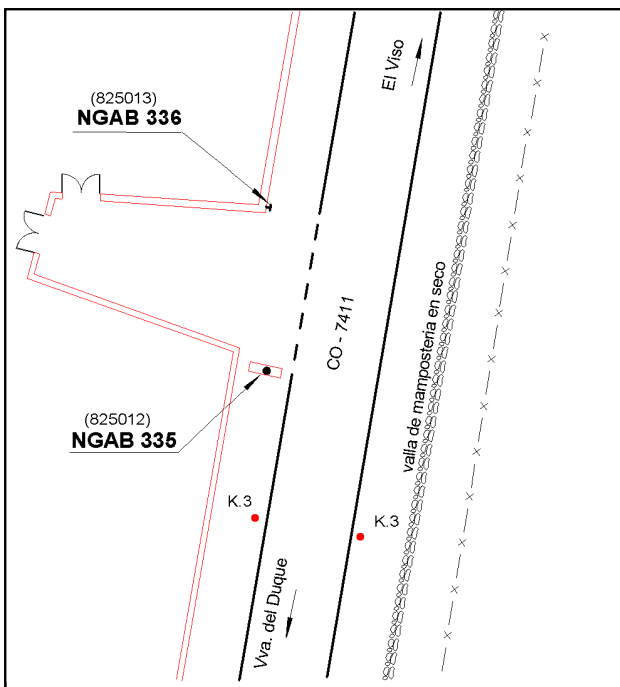 El Viso
(825013)
NGAB 336
CO - 7411
valla de mamposteria en seco
(825012)
NGAB 335
K.3
K.3
Vva. del Duque